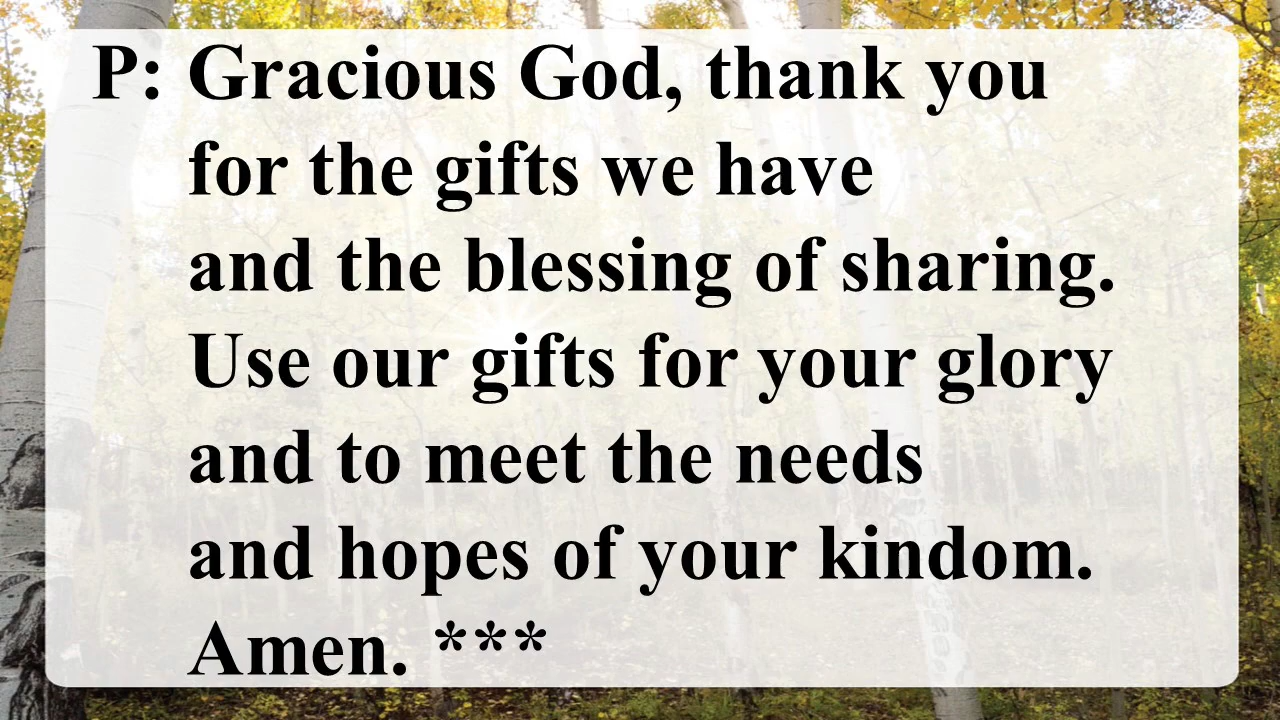 P: Gracious God, thank you
for the gifts we have
and the blessing of sharing.
Use our gifts for your glory
and to meet the needs
and hopes of your kindom.
Amen. ***